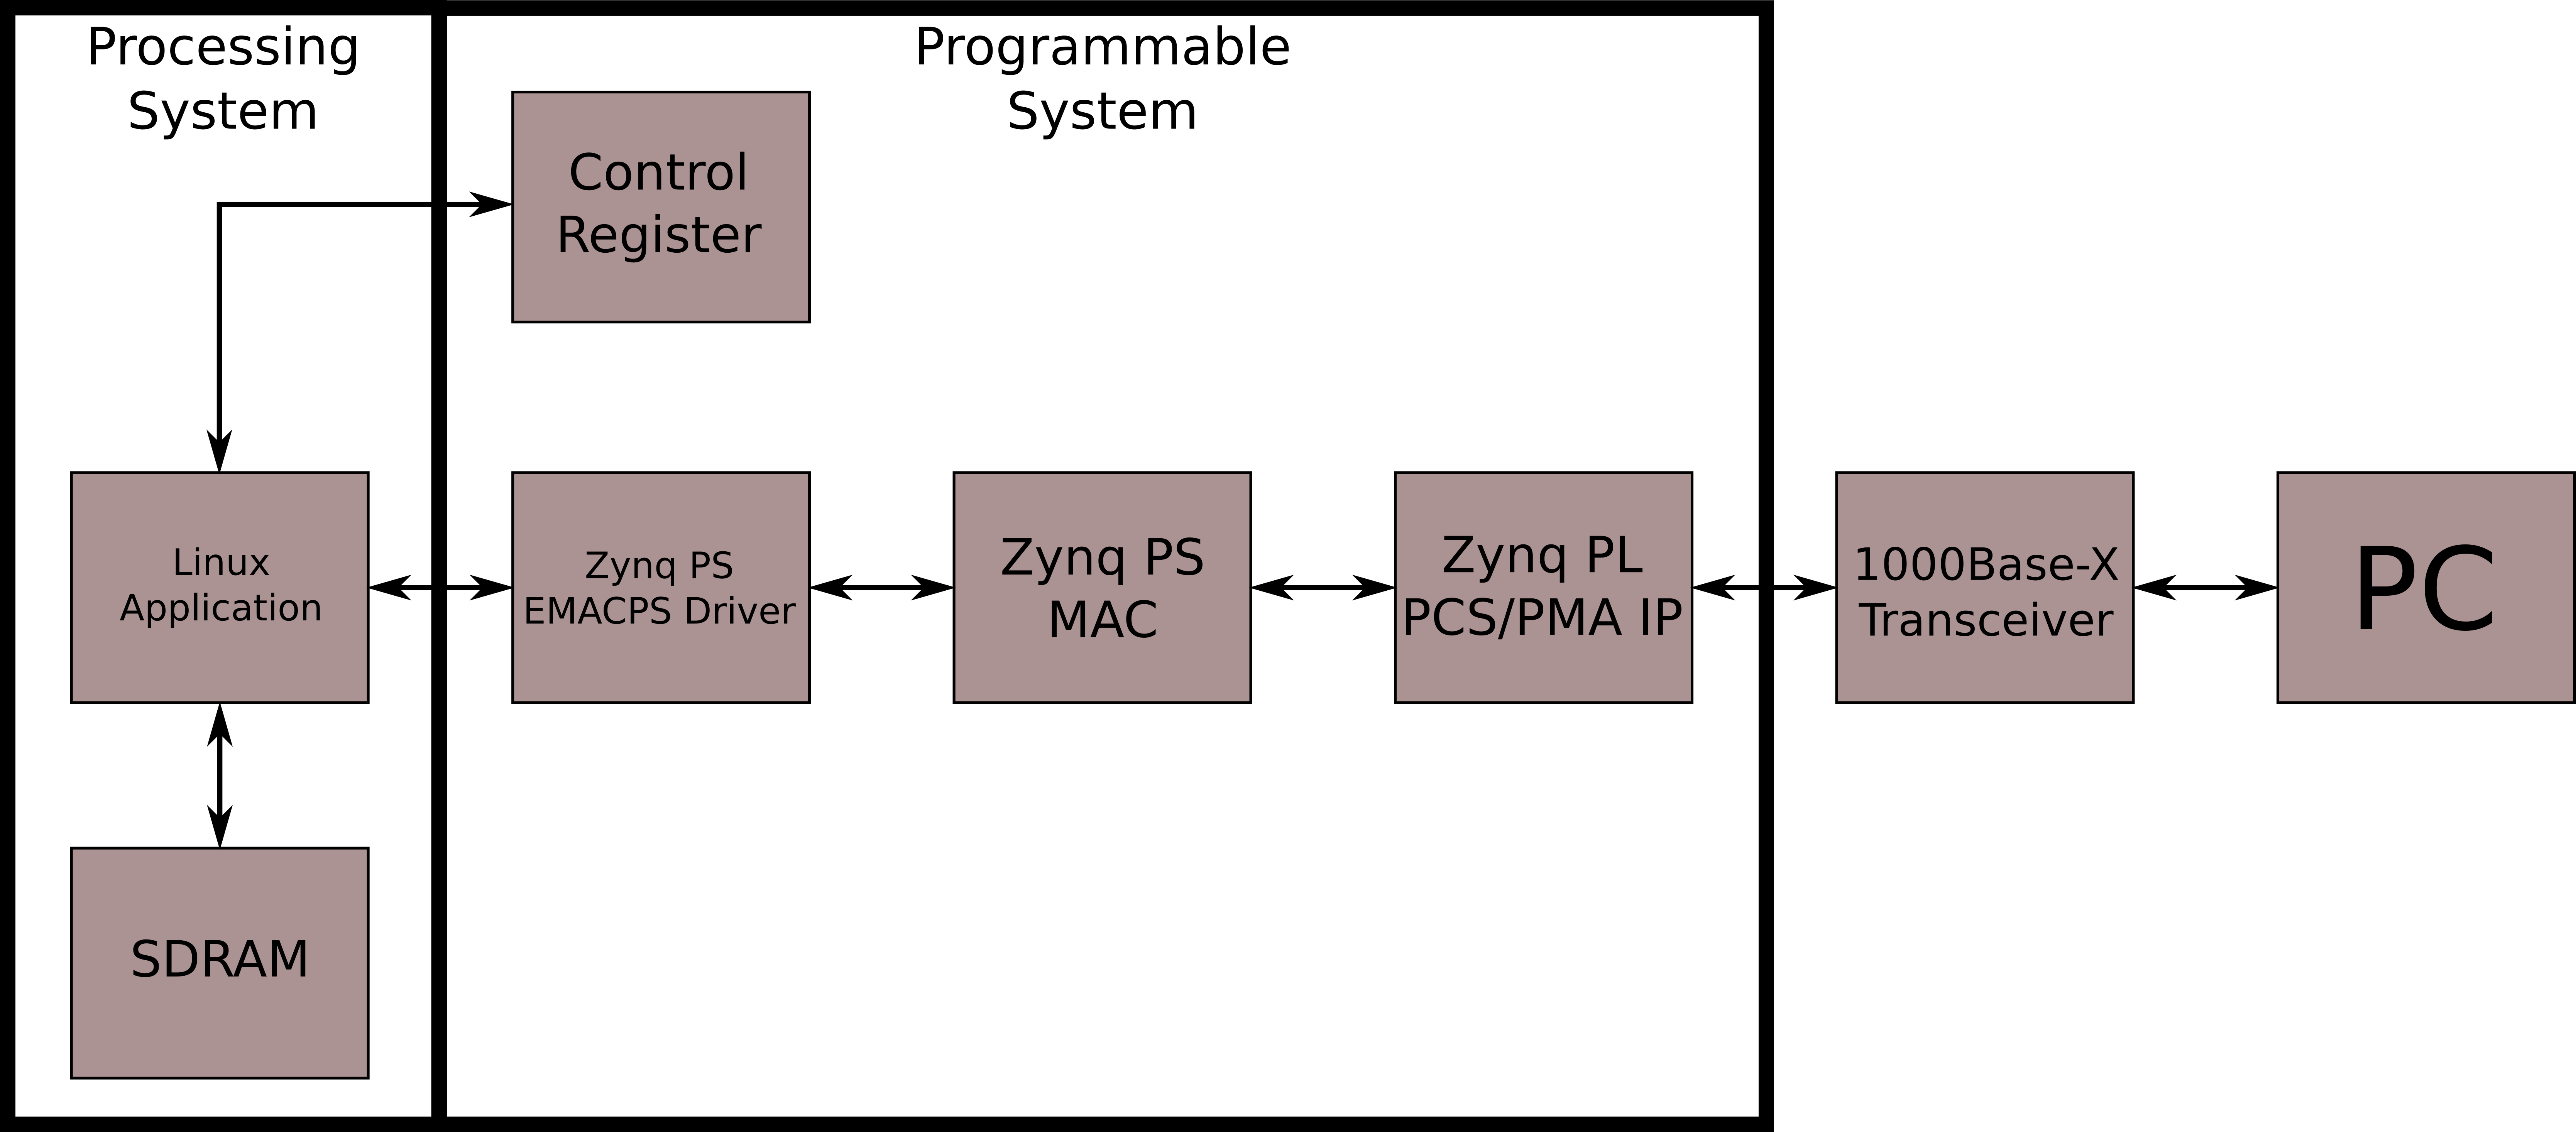 Processing
System
Programmable
System
Control
Register
Linux
Application
Zynq PS
EMACPS Driver
Zynq PS
MAC
Zynq PL
PCS/PMA IP
1000Base-X
Transceiver
PC
SDRAM